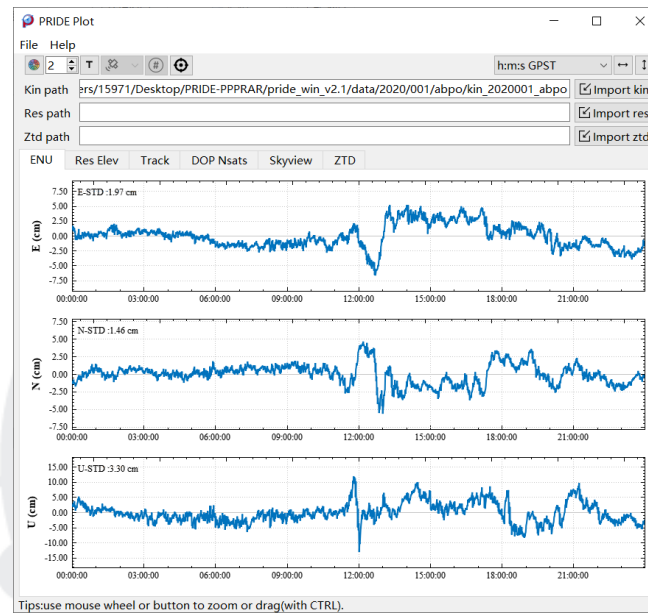 PRIDE Plot
File Help
2 T # h:m:s GPST
Kin path ers/15971/Desktop/PRIDE-PPPRAR/pride_win_v2.1/data/2020/001/abpo/kin_2020001_abpo Import kin
Res path Import res
Ztd path Import ztd
ENU Res Elev Track DOP Nsats Skyview ZTD
E-STD :1.97 cm
7.50
5.00
2.50
0.00
-2.50
-5.00
-7.50
E (cm)
00:00:00 03:00:00 06:00:00 09:00:00 12:00:00 15:00:00 18:00:00 21:00:00
N-STD :1.46 cm
7.50
5.00
2.50
0.00
-2.50
-5.00
-7.50
N (cm)
00:00:00 03:00:00 06:00:00 09:00:00 12:00:00 15:00:00 18:00:00 21:00:00
U-STD :3.30 cm
15.00
10.00
5.00
0.00
-5.00
-10.00
-15.00
U (cm)
00:00:00 03:00:00 06:00:00 09:00:00 12:00:00 15:00:00 18:00:00 21:00:00
Tips:use mouse wheel or button to zoom or drag(with CTRL).